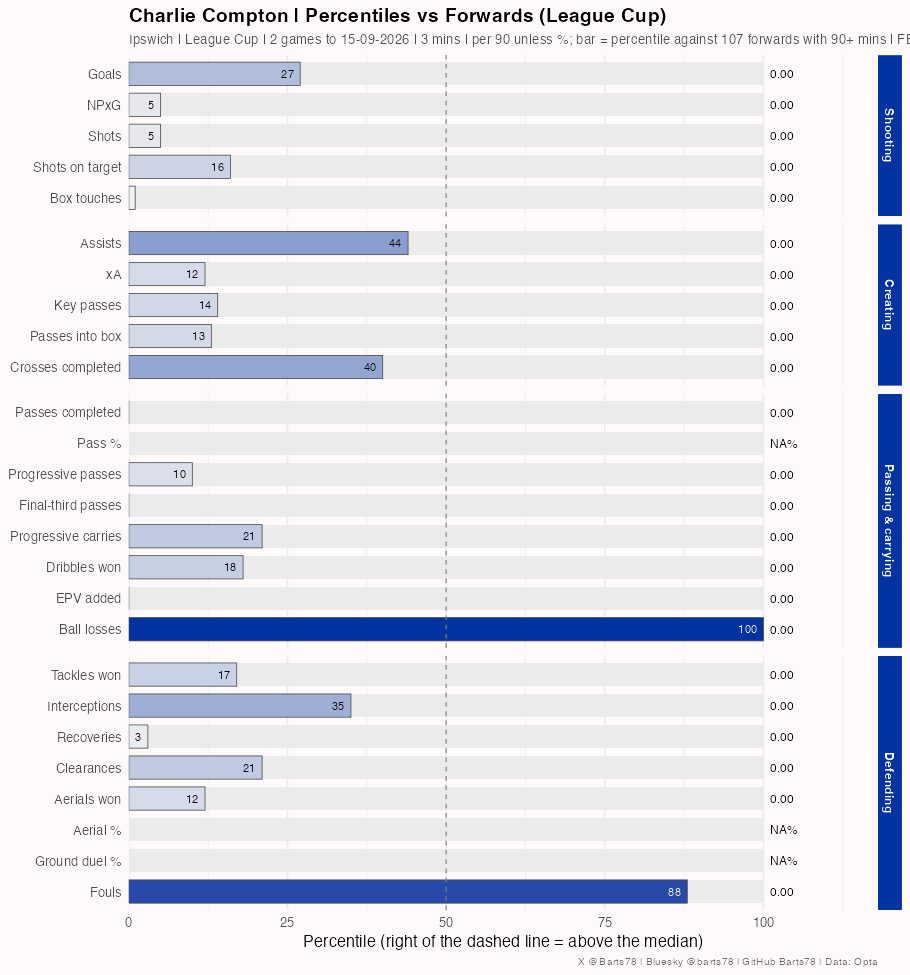 Charlie Compton | Percentiles vs Forwards (League Cup)
Ipswich | League Cup | 2 games to 15-09-2026 | 3 mins | per 90 unless %; bar = percentile against 107 forwards with 90+ mins | FE
Goals 27 0.00
NPxG 5 0.00
Shots 5 0.00
Shots on target 16 0.00
Box touches 0.00
Shooting
Assists 44 0.00
xA 12 0.00
Key passes 14 0.00
Passes into box 13 0.00
Crosses completed 40 0.00
Creating
Passes completed 0.00
Pass % NA%
Progressive passes 10 0.00
Final-third passes 0.00
Progressive carries 21 0.00
Dribbles won 18 0.00
EPV added 0.00
Ball losses 100 0.00
Passing & carrying
Tackles won 17 0.00
Interceptions 35 0.00
Recoveries 3 0.00
Clearances 21 0.00
Aerials won 12 0.00
Aerial % NA%
Ground duel % NA%
Fouls 88 0.00
Defending
0 25 50 75 100
Percentile (right of the dashed line = above the median)
X @Barts78 | Bluesky @barts78 | GitHub Barts78 | Data: Opta